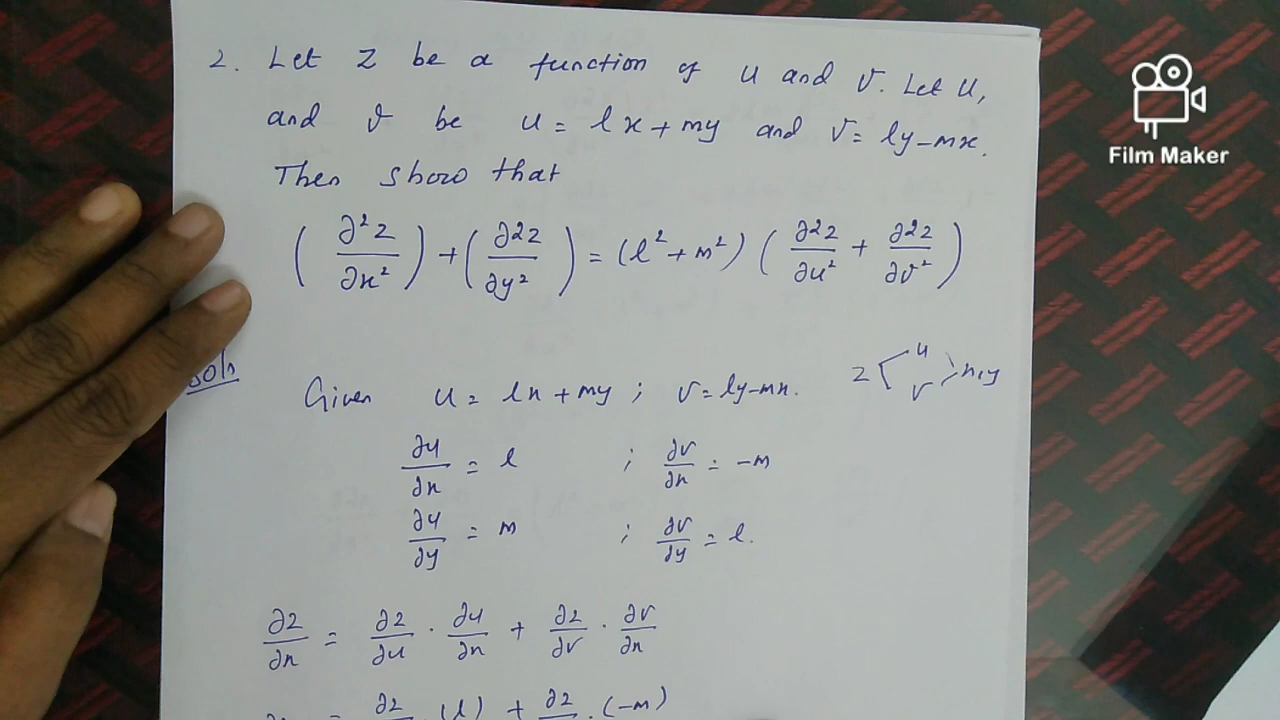 2. Let z be a function of u and v. Let u,
and v be u = lx + my and v = ly - mx.
Then show that
(∂²z/∂x²) + (∂²z/∂y²) = (l² + m²) (∂²z/∂u² + ∂²z/∂v²)
Soln
Given u = lx + my ; v = ly - mx. z < u v > x, y
∂u/∂x = l ; ∂v/∂x = -m
∂u/∂y = m ; ∂v/∂y = l.
∂z/∂x = ∂z/∂u · ∂u/∂x + ∂z/∂v · ∂v/∂x
= ∂z (l) + ∂z . (-m)
Film Maker